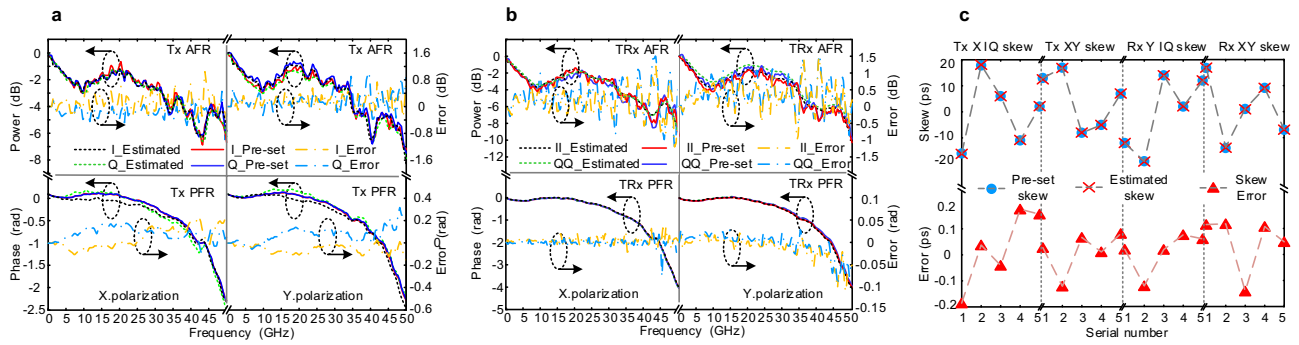 a
Tx AFR
Tx AFR
Power (dB)
0
-2
-4
-6
-8
1.6
0.8
0
-0.8
-1.6
Error (dB)
I_Estimated
I_Pre-set
I_Error
Q_Estimated
Q_Pre-set
Q_Error
Tx PFR
Tx PFR
Phase (rad)
0
-0.5
-1
-1.5
-2
-2.5
0.4
0.2
0
-0.2
-0.4
-0.6
Error (rad)
X.polarization
Y.polarization
0 5 10 15 20 25 30 35 40 45 0 5 10 15 20 25 30 35 40 45 50
Frequency (GHz)
b
TRx AFR
TRx AFR
Power (dB)
0
-2
-4
-6
-8
-10
-12
1.5
1.0
0.5
0
-0.5
-1.0
-1.5
Error (dB)
II_Estimated
II_Pre-set
II_Error
QQ_Estimated
QQ_Pre-set
QQ_Error
TRx PFR
TRx PFR
Phase (rad)
0
-1
-2
-3
-4
-5
0.1
0.05
0
-0.05
-0.1
-0.15
Error (rad)
X.polarization
Y.polarization
0 5 10 15 20 25 30 35 40 45 0 5 10 15 20 25 30 35 40 45 50
Frequency (GHz)
c
Tx X IQ skew
Tx XY skew
Rx Y IQ skew
Rx XY skew
Skew (ps)
20
10
0
-10
-20
Pre-set skew
Estimated skew
Skew Error
Error (ps)
0.2
0.1
0
-0.1
-0.2
1 2 3 4 51 2 3 4 51 2 3 4 51 2 3 4 5
Serial number